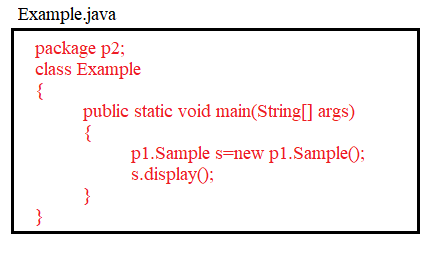 Example.java
package p2;
class Example
{
public static void main(String[] args)
{
p1.Sample s=new p1.Sample();
s.display();
}
}